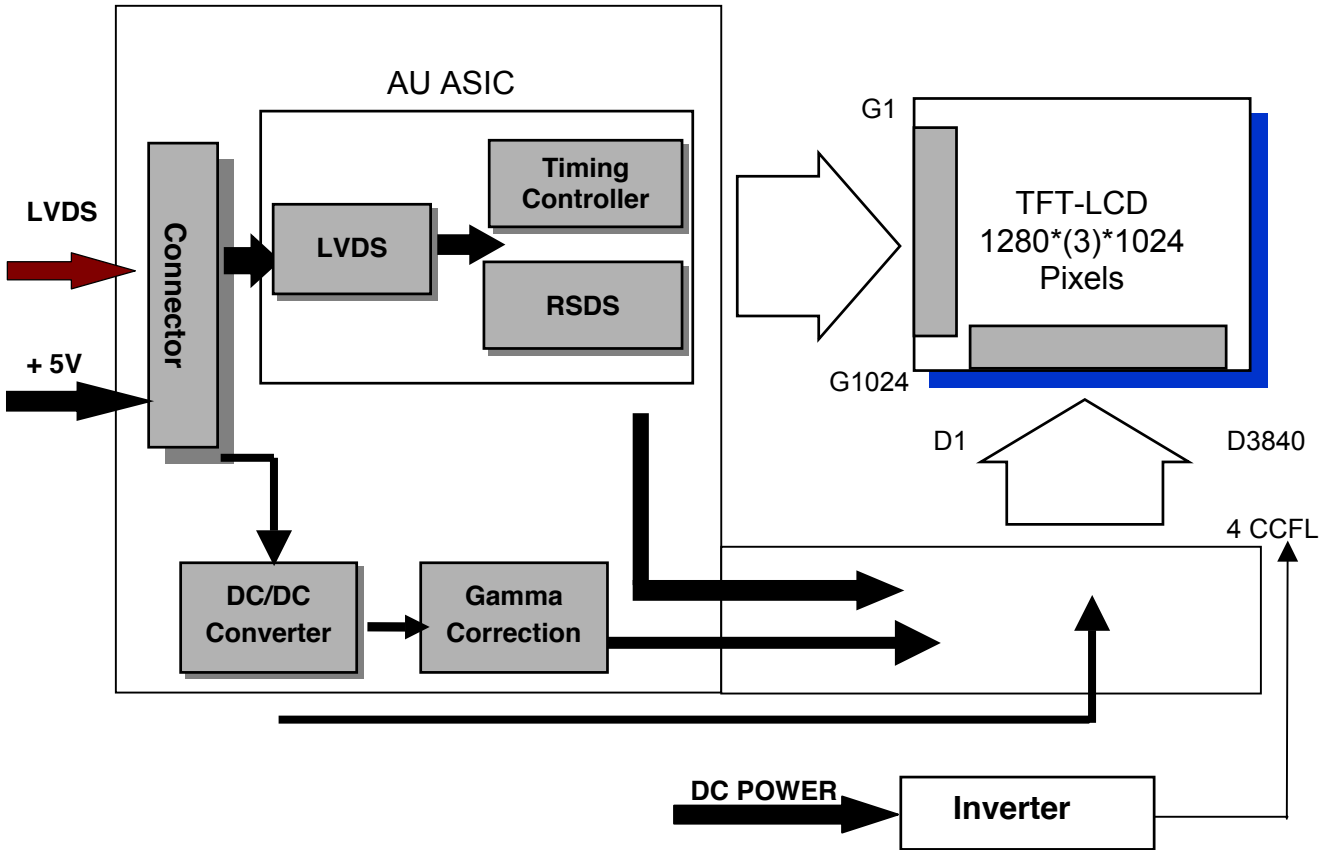 AU ASIC
G1
Timing
Controller
TFT-LCD
1280*(3)*1024
Pixels
LVDS
Connector
LVDS
RSDS
+ 5V
G1024
D1
D3840
4 CCFL
DC/DC
Converter
Gamma
Correction
DC POWER
Inverter